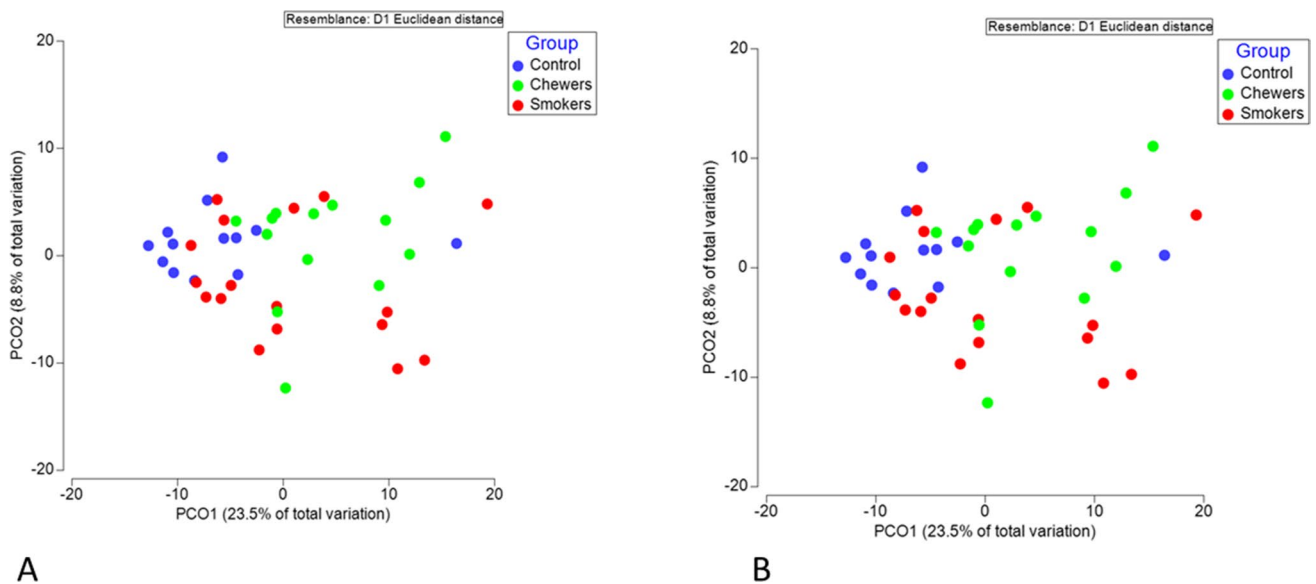 Resemblance: D1 Euclidean distance
Group
Control
Chewers
Smokers
20
10
0
-10
-20
PCO2 (8.8% of total variation)
-20 -10 0 10 20
PCO1 (23.5% of total variation)
A
Resemblance: D1 Euclidean distance
Group
Control
Chewers
Smokers
20
10
0
-10
-20
PCO2 (8.8% of total variation)
-20 -10 0 10 20
PCO1 (23.5% of total variation)
B